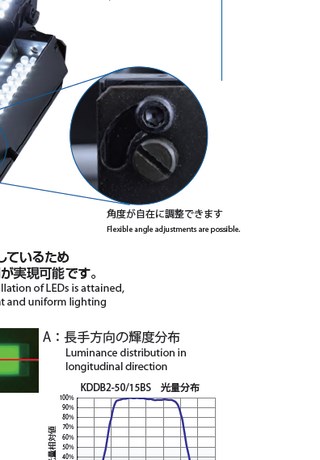 角度が自在に調整できます
Flexible angle adjustments are possible.
しているため
が実現可能です。
llation of LEDs is attained,
t and uniform lighting
A：長手方向の輝度分布
Luminance distribution in
longitudinal direction
KDDB2-50/15BS 光量分布
100%
90%
80%
70%
60%
50%
40%
光量相対値